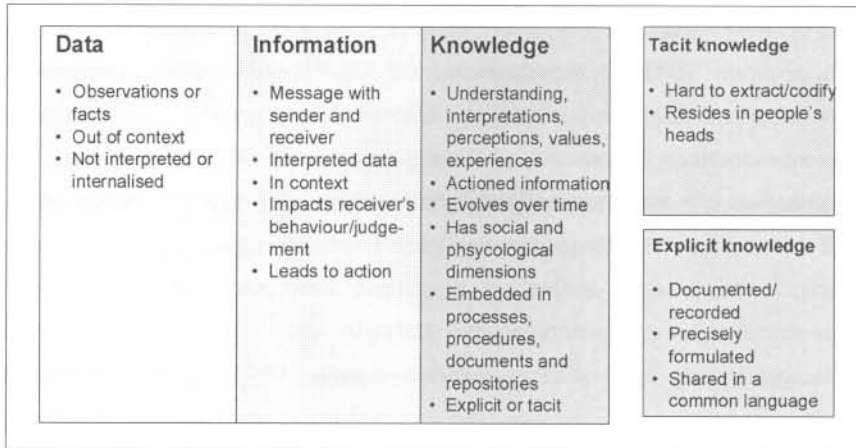 Data
• Observations or
facts
• Out of context
• Not interpreted or
internalised
Information
• Message with
sender and
receiver
• Interpreted data
• In context
• Impacts receiver's
behaviour/judge-
ment
• Leads to action
Knowledge
• Understanding,
interpretations,
perceptions, values,
experiences
• Actioned information
• Evolves over time
• Has social and
phsycological
dimensions
• Embedded in
processes,
procedures,
documents and
repositories
• Explicit or tacit
Tacit knowledge
• Hard to extract/codify
• Resides in people's
heads
Explicit knowledge
• Documented/
recorded
• Precisely
formulated
• Shared in a
common language